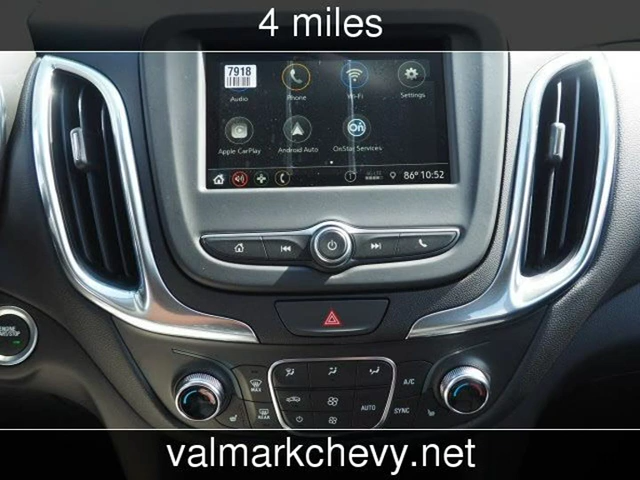 4 miles
7918
Audio
Phone
Wi-Fi
Settings
Apple CarPlay
Android Auto
OnStar Services
86° 10:52
MAX
A/C
REAR
AUTO
SYNC
ENGINE
valmarkchevy.net